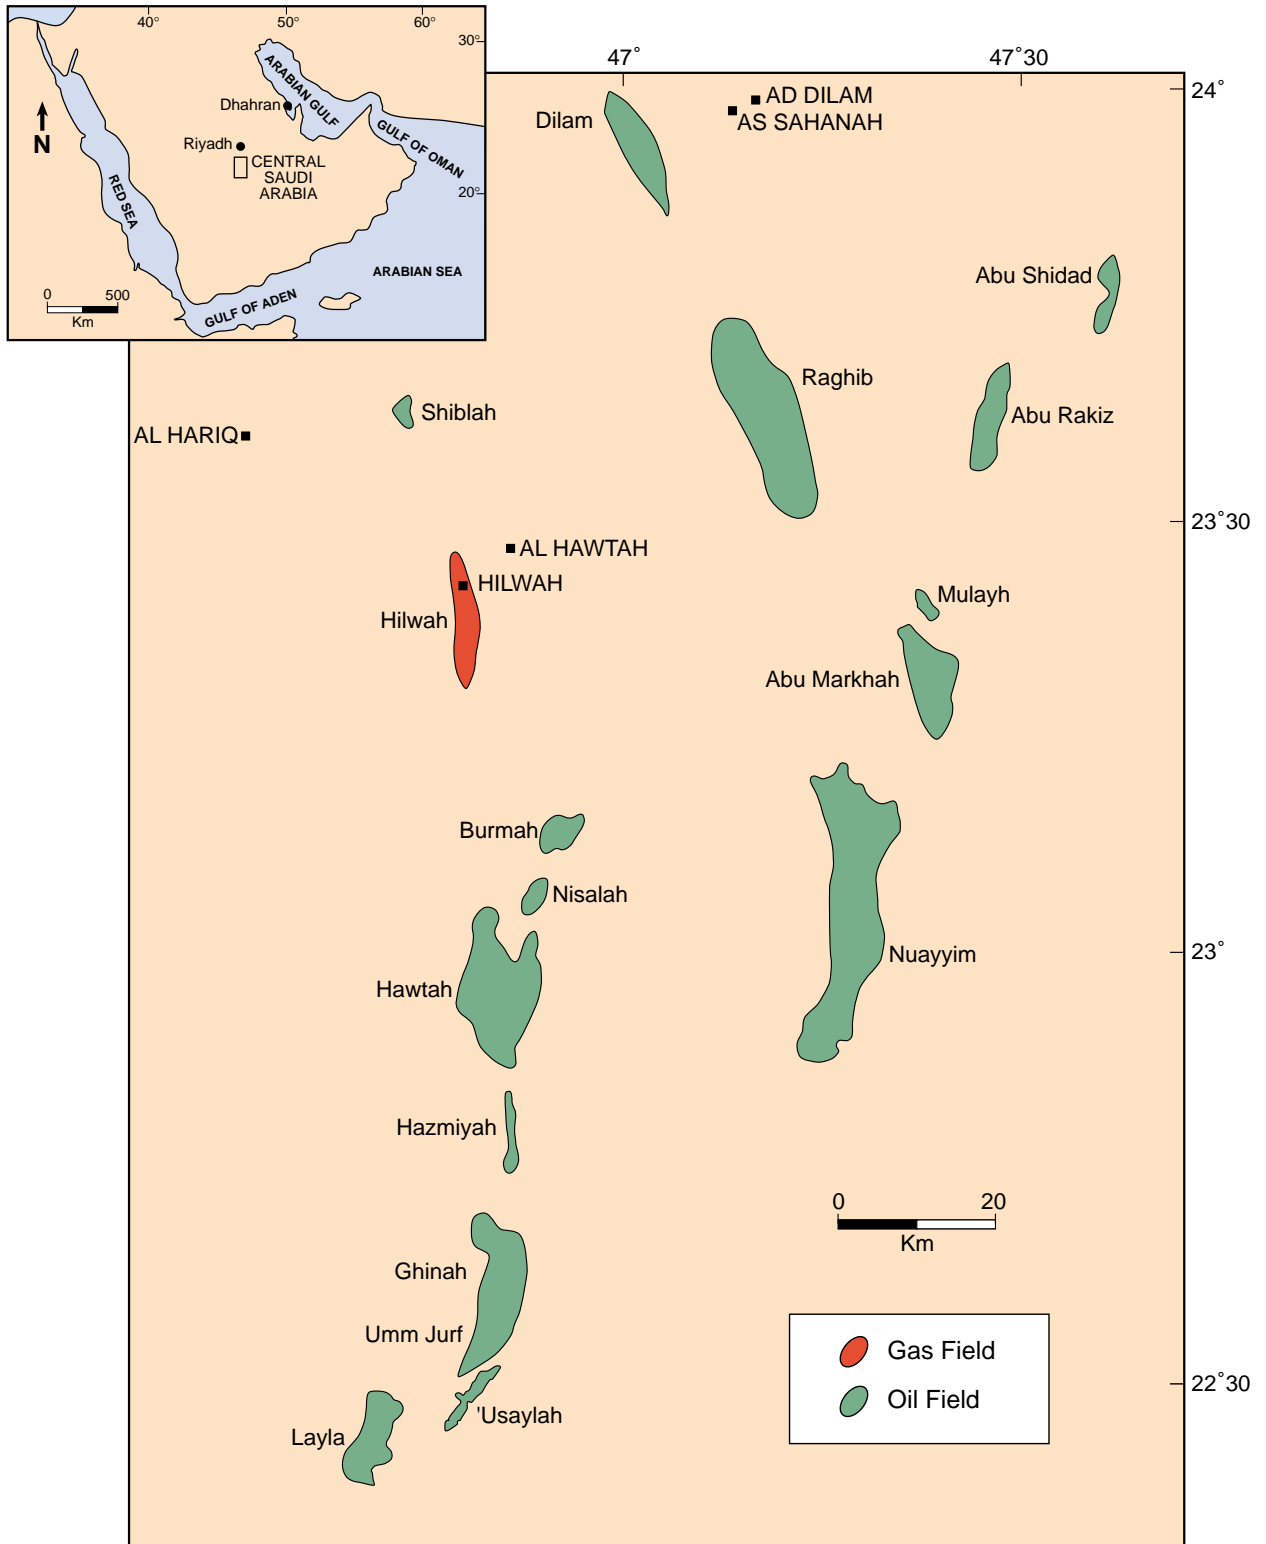 40°
50°
60°
30°
ARABIAN GULF
Dhahran
GULF OF OMAN
Riyadh
N
CENTRAL
SAUDI
ARABIA
20°
RED SEA
ARABIAN SEA
0 500
Km
GULF OF ADEN
47˚
47˚30
24˚
AD DILAM
Dilam
AS SAHANAH
Abu Shidad
Raghib
Shiblah
Abu Rakiz
AL HARIQ
23˚30
AL HAWTAH
HILWAH
Mulayh
Hilwah
Abu Markhah
Burmah
Nisalah
23˚
Nuayyim
Hawtah
Hazmiyah
0 20
Km
Ghinah
Umm Jurf
Gas Field
22˚30
Oil Field
'Usaylah
Layla